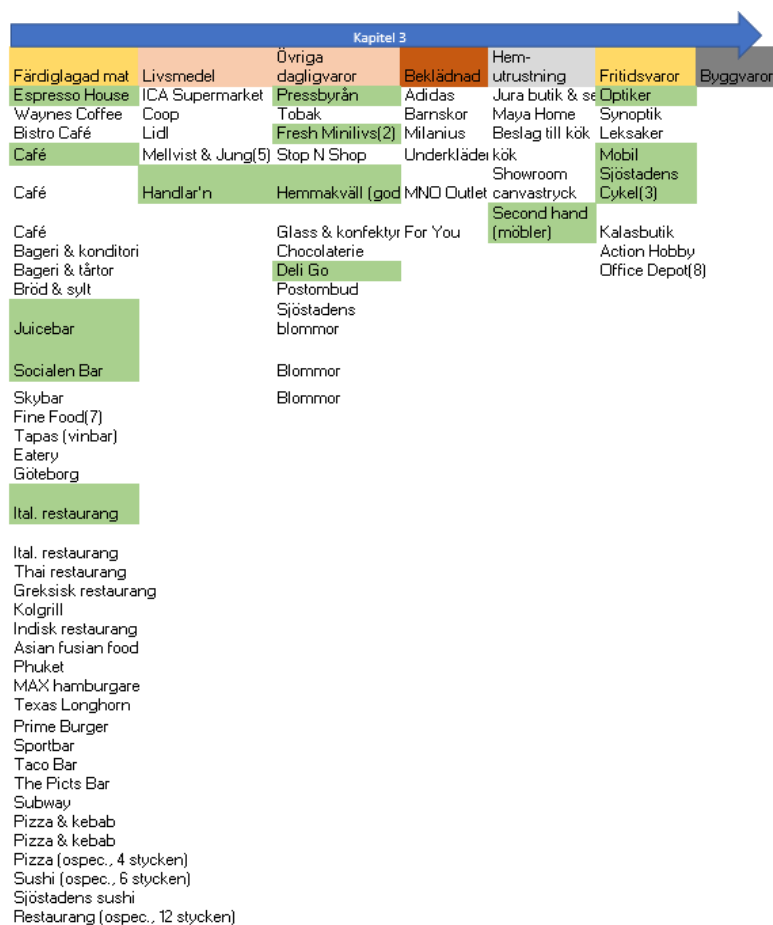 Kapitel 3
Övriga Hem-
Färdiglagad mat Livsmedel dagligvaror Beklädnad utrustning Fritidsvaror Byggvaror
Espresso House ICA Supermarket Pressbyrån Adidas Jura butik & se Optiker
Waynes Coffee Coop Tobak Barnskor Maya Home Synoptik
Bistro Café Lidl Fresh Minilivs(2) Milanius Beslag till kök Leksaker
Café Mellvist & Jung(5) Stop N Shop Underkläder kök Mobil
Showroom Sjöstadens
Café Handlar'n Hemmakväll (god MNO Outlet canvastryck Cykel(3)
Second hand
Café Glass & konfektyr For You (möbler) Kalasbutik
Bageri & konditori Chocolaterie Action Hobby
Bageri & tårtor Deli Go Office Depot(8)
Bröd & sylt Postombud
Sjöstadens
Juicebar blommor
Socialen Bar Blommor
Skybar Blommor
Fine Food(7)
Tapas (vinbar)
Eatery
Göteborg
Ital. restaurang
Ital. restaurang
Thai restaurang
Greksisk restaurang
Kolgrill
Indisk restaurang
Asian fusian food
Phuket
MAX hamburgare
Texas Longhorn
Prime Burger
Sportbar
Taco Bar
The Picts Bar
Subway
Pizza & kebab
Pizza & kebab
Pizza (ospec., 4 stycken)
Sushi (ospec., 6 stycken)
Sjöstadens sushi
Restaurang (ospec., 12 stycken)